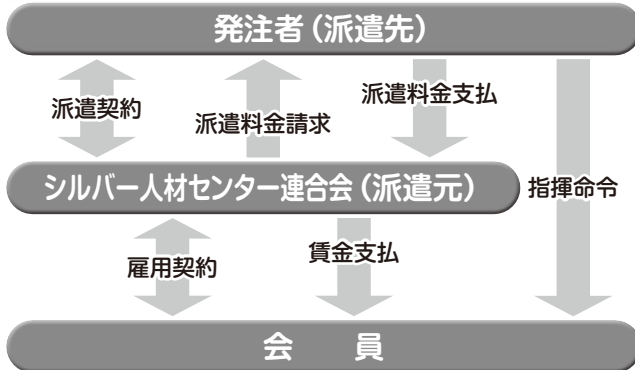 発注者（派遣先）
派遣契約
派遣料金請求
派遣料金支払
シルバー人材センター連合会（派遣元）
指揮命令
雇用契約
賃金支払
会　員